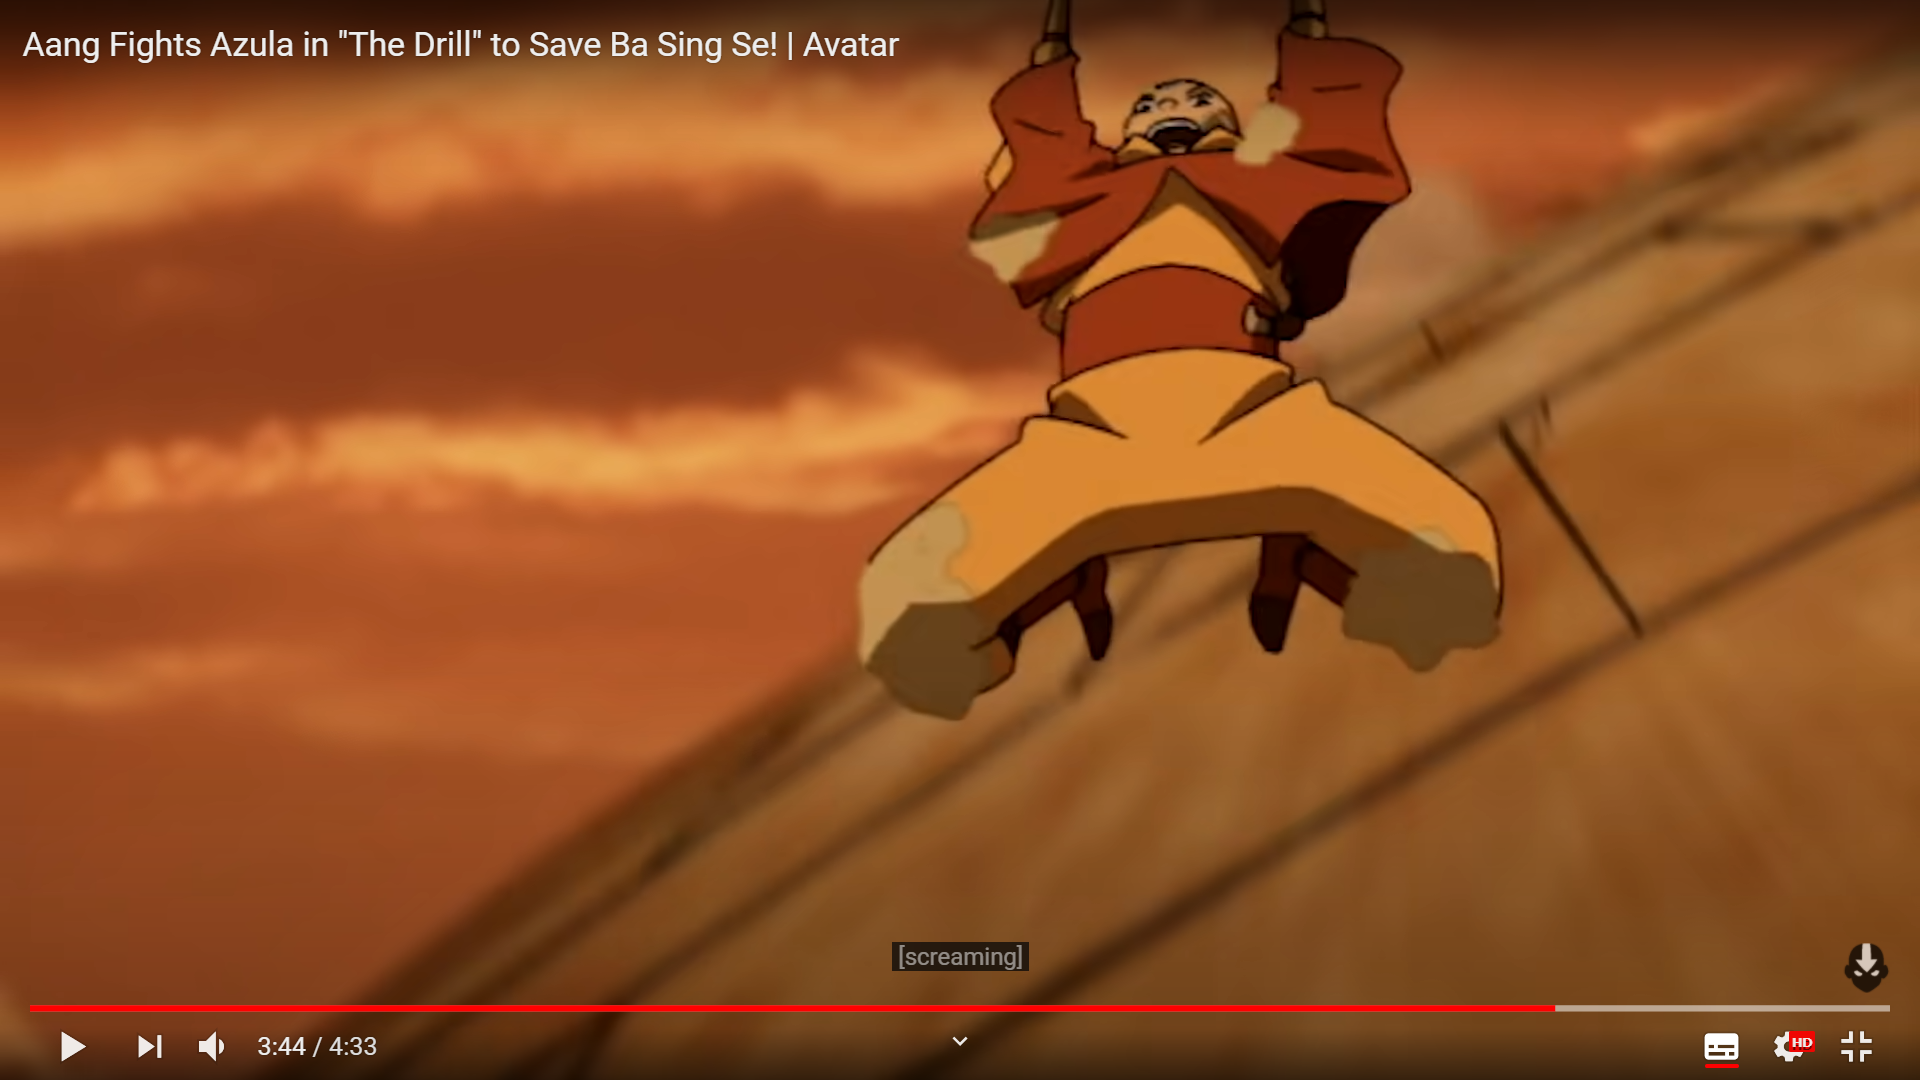 Aang Fights Azula in "The Drill" to Save Ba Sing Se! | Avatar
[screaming]
3:44 / 4:33
HD